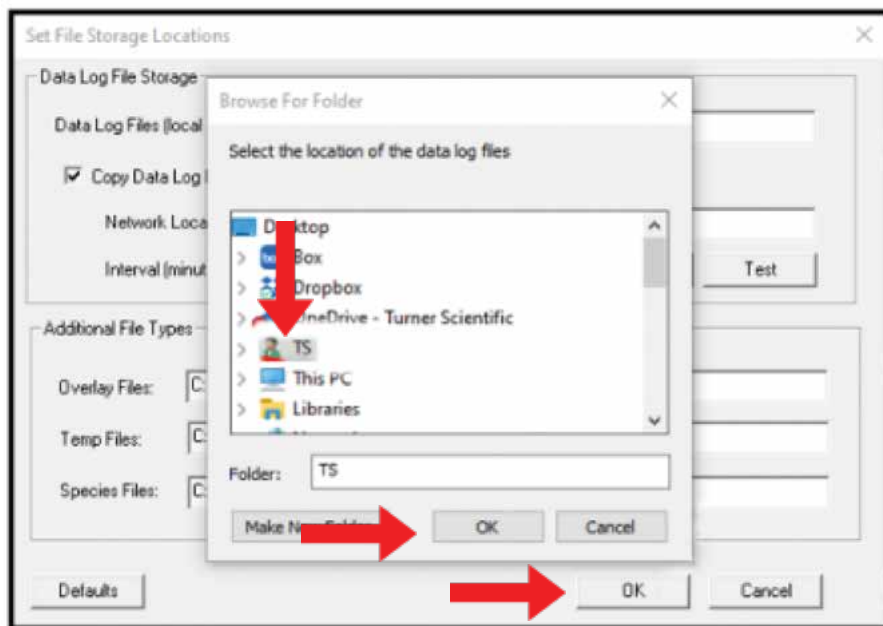 Set File Storage Locations
Data Log File Storage
Data Log Files (local
Copy Data Log
Network Loca
Interval (minut
Test
Additional File Types
Overlay Files: C:
Temp Files: C:
Species Files: C:
Defaults
OK
Cancel
Browse For Folder
Select the location of the data log files
Desktop
Box
Dropbox
OneDrive - Turner Scientific
TS
This PC
Libraries
Folder: TS
Make New Folder
OK
Cancel